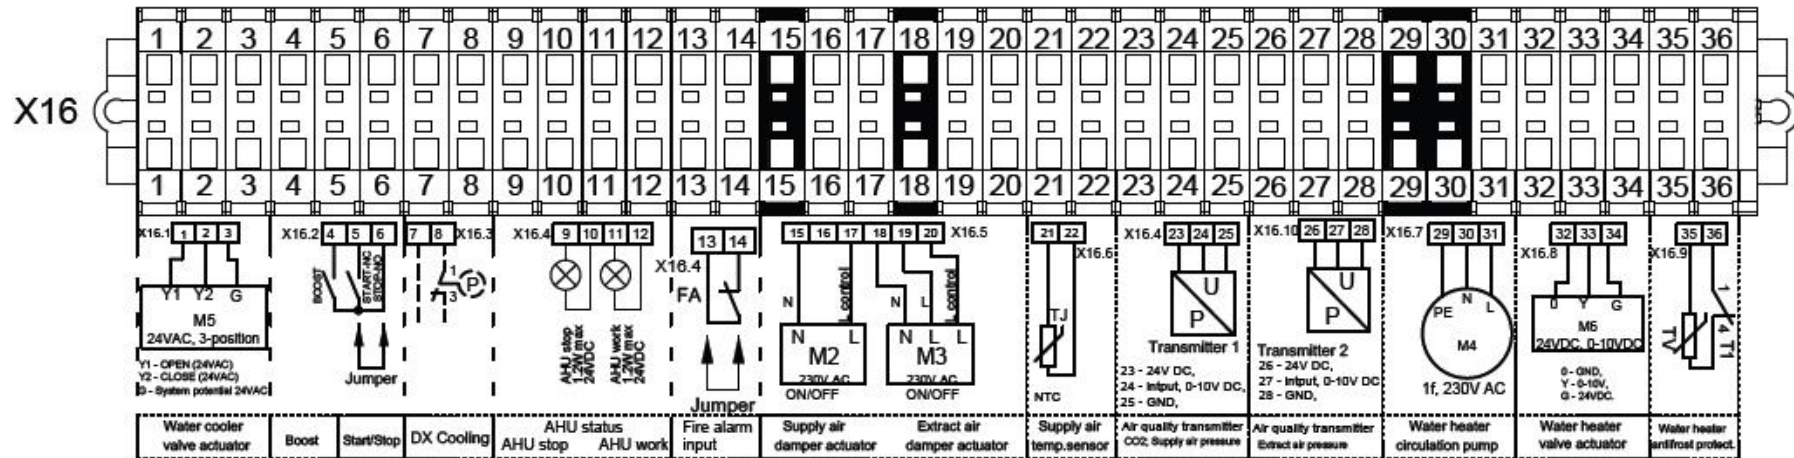 1 2 3 4 5 6 7 8 9 10 11 12 13 14 15 16 17 18 19 20 21 22 23 24 25 26 27 28 29 30 31 32 33 34 35 36
X16
1 2 3 4 5 6 7 8 9 10 11 12 13 14 15 16 17 18 19 20 21 22 23 24 25 26 27 28 29 30 31 32 33 34 35 36
X16.1 1 2 3
Y1 Y2 G
M5
24VAC, 3-position
Y1 - OPEN (24VAC)
Y2 - CLOSE (24VAC)
G - System potential 24VAC
Water cooler
valve actuator
X16.2 4 5 6
BOOST
START-NC
STOP-NO
Jumper
Boost
Start/Stop
7 8 X16.3
1
P
3
DX Cooling
X16.4 9 10 11 12
AHU stop
1,2W max
24VDC
AHU work
1,2W max
24VDC
AHU status
AHU stop AHU work
13 14
X16.4
FA
Jumper
Fire alarm
input
15 16 17 18 19 20 X16.5
N
L control
N L
M2
230V AC
ON/OFF
N
L
L control
N L L
M3
230V AC
ON/OFF
Supply air
damper actuator
Extract air
damper actuator
21 22
X16.6
TJ
NTC
Supply air
temp.sensor
X16.4 23 24 25
U
P
Transmitter 1
23 - 24V DC,
24 - Intput, 0-10V DC,
25 - GND,
Air quality transmitter
CO2; Supply air pressure
X16.10 26 27 28
U
P
Transmitter 2
26 - 24V DC,
27 - Intput, 0-10V DC
28 - GND,
Air quality transmitter
Extract air pressure
X16.7 29 30 31
PE N L
M4
1f, 230V AC
Water heater
circulation pump
32 33 34
X16.8
0 Y G
M6
24VDC, 0-10VDC
0 - GND,
Y - 0-10V,
G - 24VDC.
Water heater
valve actuator
35 36
X16.9
1
TV
4
T1
Water heater
antifrost protect.